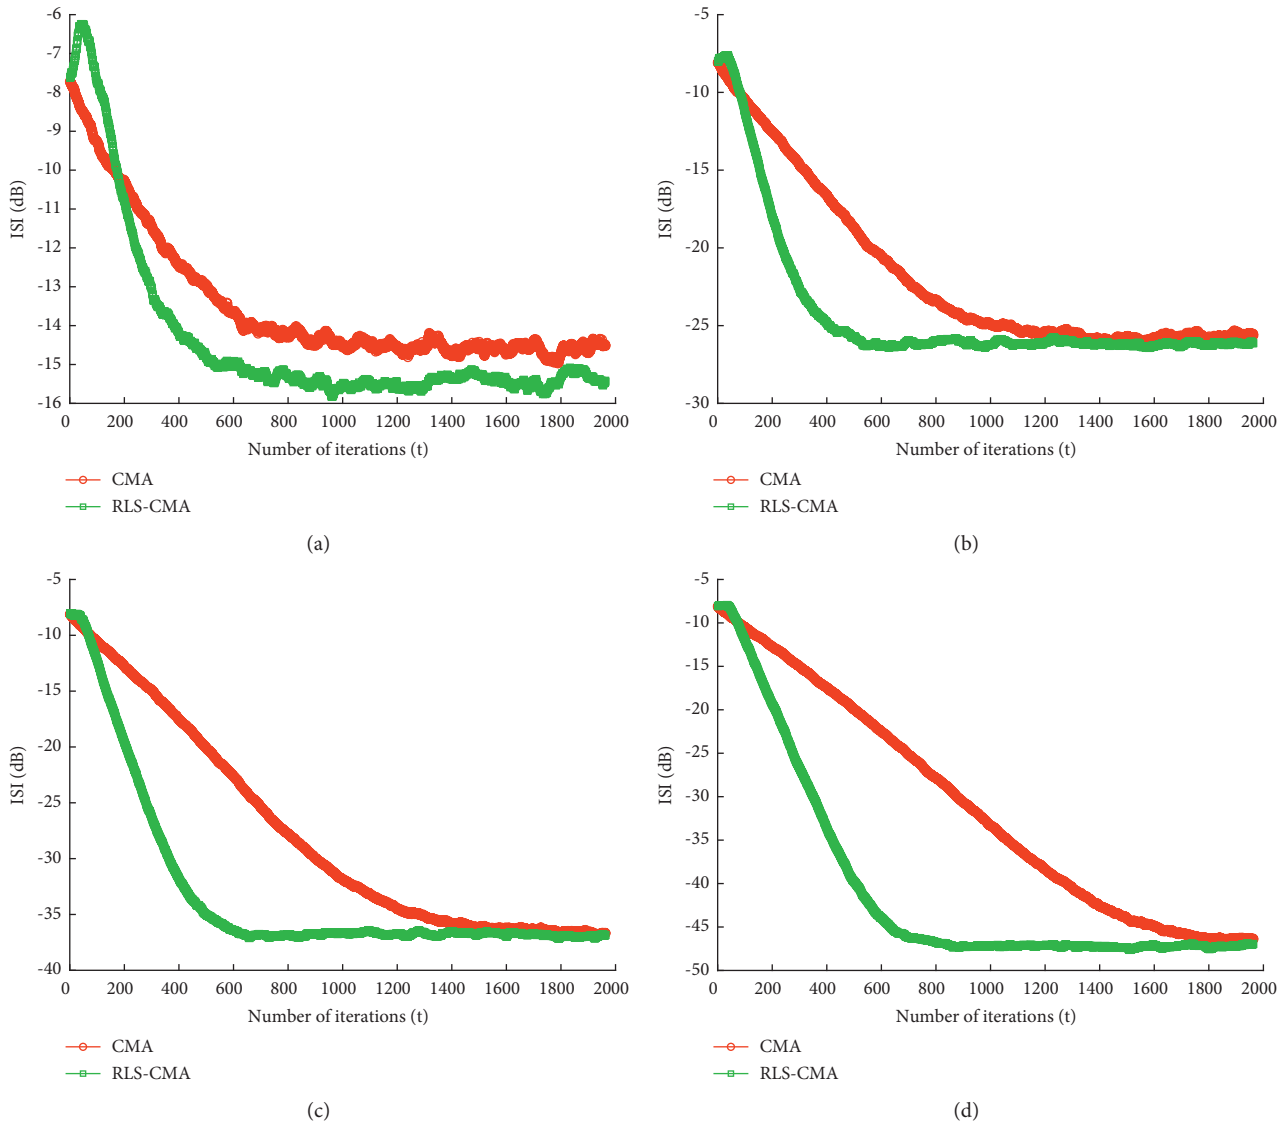 -6
-7
-8
-9
-10
-11
-12
-13
-14
-15
-16
ISI (dB)
0 200 400 600 800 1000 1200 1400 1600 1800 2000
Number of iterations (t)
CMA
RLS-CMA
(a)
-5
-10
-15
-20
-25
-30
ISI (dB)
0 200 400 600 800 1000 1200 1400 1600 1800 2000
Number of iterations (t)
CMA
RLS-CMA
(b)
-5
-10
-15
-20
-25
-30
-35
-40
ISI (dB)
0 200 400 600 800 1000 1200 1400 1600 1800 2000
Number of iterations (t)
CMA
RLS-CMA
(c)
-5
-10
-15
-20
-25
-30
-35
-40
-45
-50
ISI (dB)
0 200 400 600 800 1000 1200 1400 1600 1800 2000
Number of iterations (t)
CMA
RLS-CMA
(d)